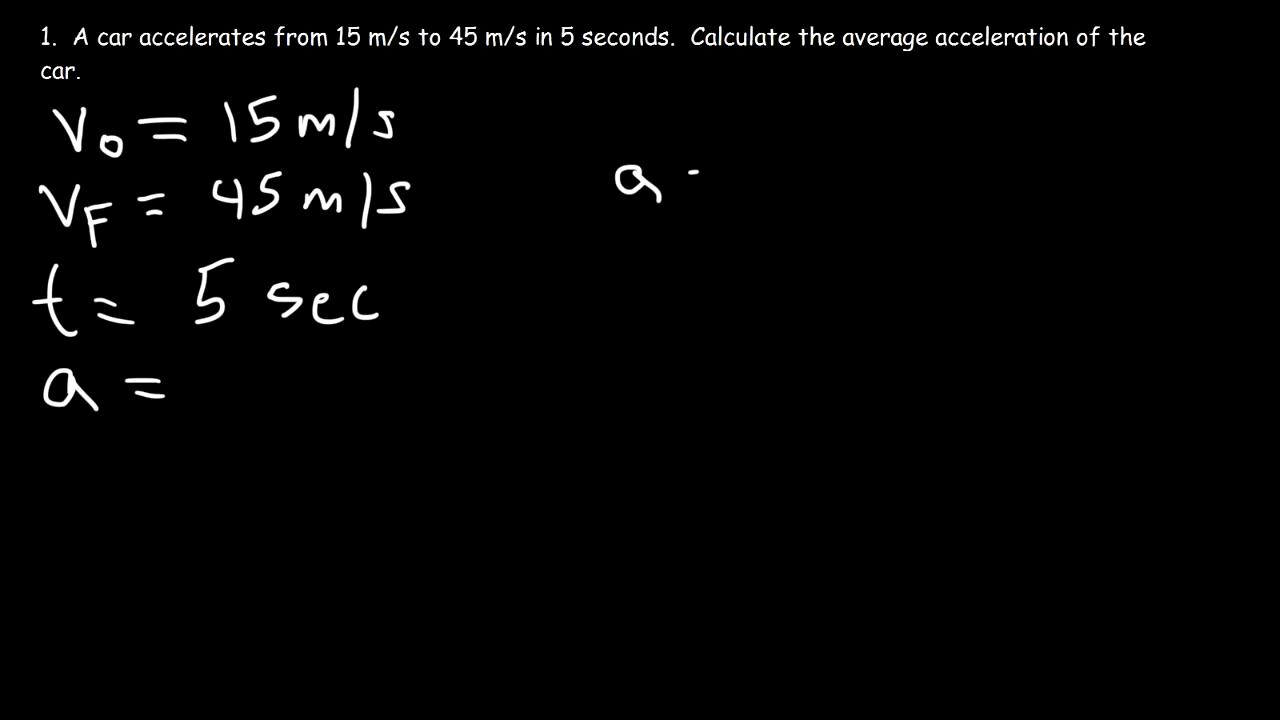 1. A car accelerates from 15 m/s to 45 m/s in 5 seconds. Calculate the average acceleration of the
car.
V₀ = 15 m/s
V_F = 45 m/s
a -
t = 5 sec
a =